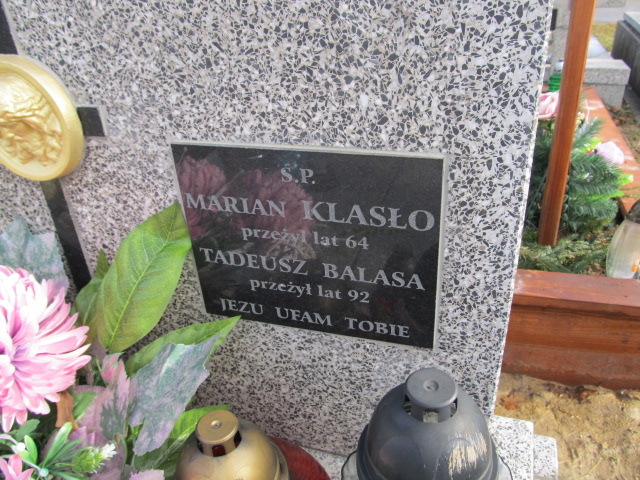 Ś.P.
MARIAN KLASŁO
przeżył lat 64
TADEUSZ BALASA
przeżył lat 92
JEZU UFAM TOBIE